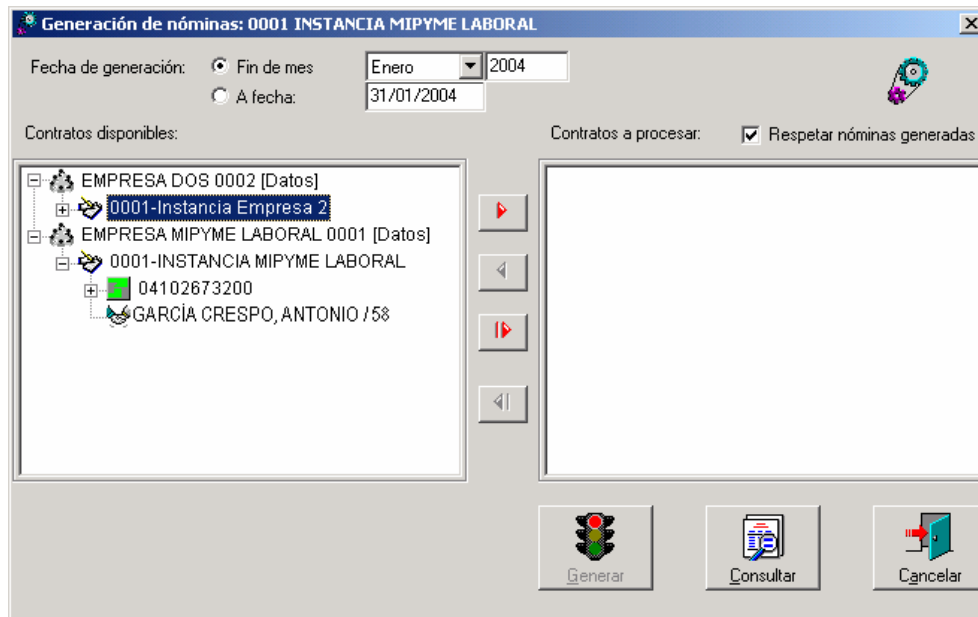 Generación de nóminas: 0001 INSTANCIA MIPYME LABORAL
Fecha de generación: Fin de mes Enero 2004
A fecha: 31/01/2004
Contratos disponibles: Contratos a procesar: Respetar nóminas generadas
EMPRESA DOS 0002 [Datos]
0001-Instancia Empresa 2
EMPRESA MIPYME LABORAL 0001 [Datos]
0001-INSTANCIA MIPYME LABORAL
04102673200
GARCÍA CRESPO, ANTONIO / 58
Generar Consultar Cancelar